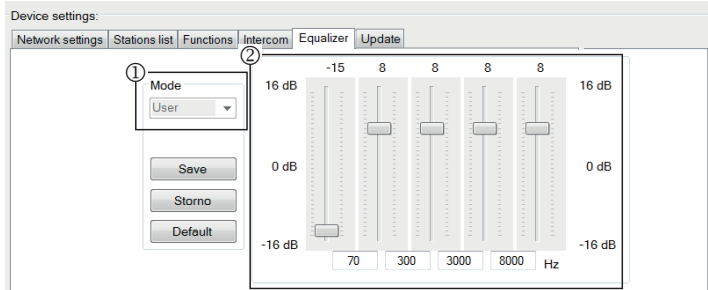 Device settings:
Network settings Stations list Functions Intercom Equalizer Update
① ②
Mode
User
Save
Storno
Default
-15 8 8 8 8
16 dB 16 dB
0 dB 0 dB
-16 dB -16 dB
70 300 3000 8000 Hz